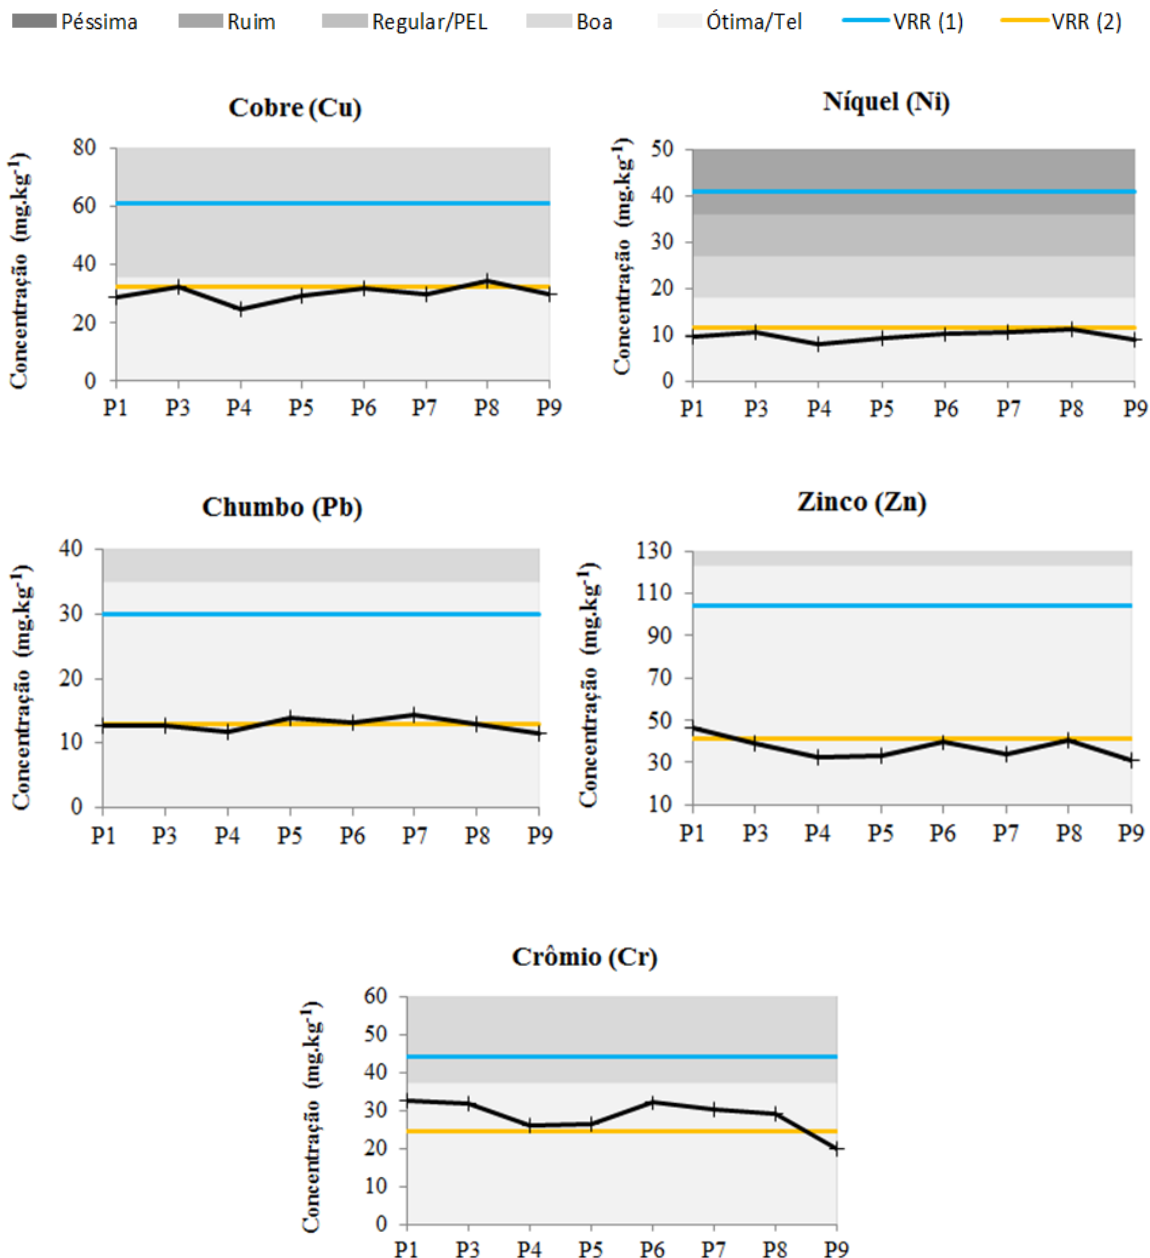 Péssima Ruim Regular/PEL Boa Ótima/Tel VRR (1) VRR (2)
Cobre (Cu)
Concentração (mg.kg⁻¹)
80
60
40
20
0
P1 P3 P4 P5 P6 P7 P8 P9
Níquel (Ni)
Concentração (mg.kg⁻¹)
50
40
30
20
10
0
P1 P3 P4 P5 P6 P7 P8 P9
Chumbo (Pb)
Concentração (mg.kg⁻¹)
40
30
20
10
0
P1 P3 P4 P5 P6 P7 P8 P9
Zinco (Zn)
Concentração (mg.kg⁻¹)
130
110
90
70
50
30
10
P1 P3 P4 P5 P6 P7 P8 P9
Crômio (Cr)
Concentração (mg.kg⁻¹)
60
50
40
30
20
10
0
P1 P3 P4 P5 P6 P7 P8 P9